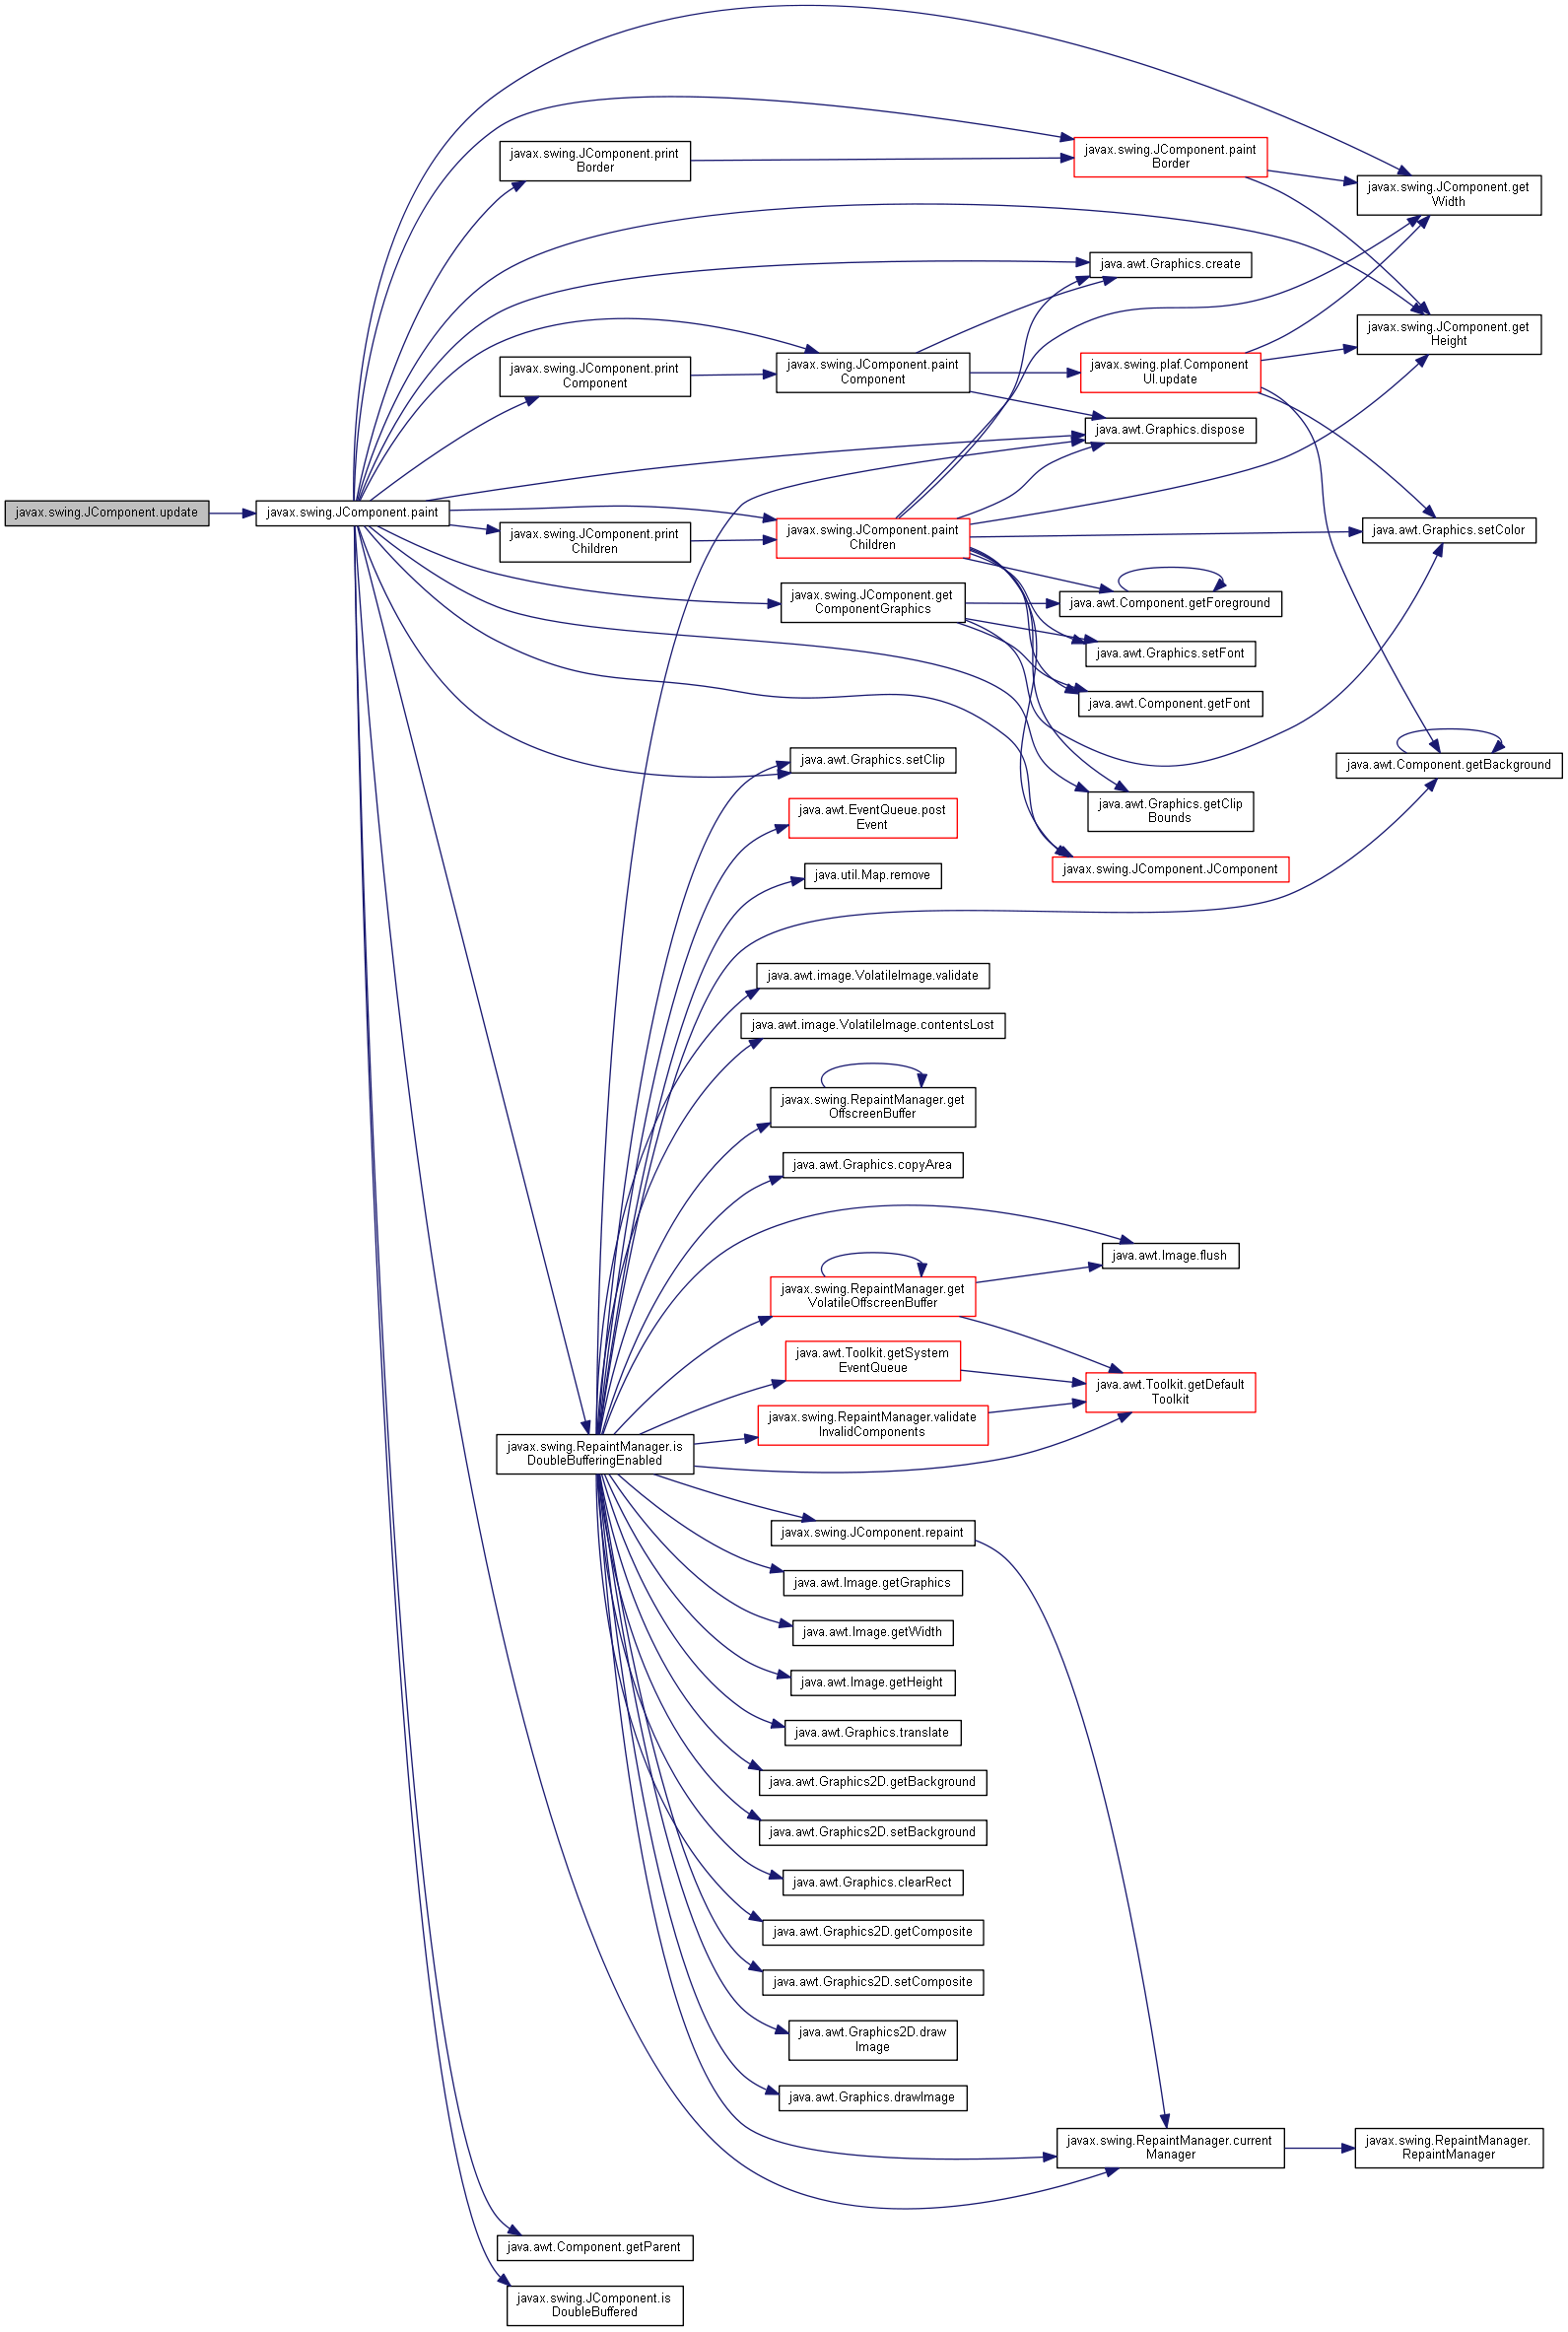 javax.swing.JComponent.update
javax.swing.JComponent.paint
javax.swing.JComponent.print
Border
javax.swing.JComponent.paint
Border
javax.swing.JComponent.get
Width
java.awt.Graphics.create
javax.swing.JComponent.get
Height
javax.swing.JComponent.print
Component
javax.swing.JComponent.paint
Component
javax.swing.plaf.Component
UI.update
java.awt.Graphics.dispose
javax.swing.JComponent.print
Children
javax.swing.JComponent.paint
Children
java.awt.Graphics.setColor
javax.swing.JComponent.get
ComponentGraphics
java.awt.Component.getForeground
java.awt.Graphics.setFont
java.awt.Component.getFont
java.awt.Graphics.setClip
java.awt.Component.getBackground
java.awt.Graphics.getClip
Bounds
java.awt.EventQueue.post
Event
javax.swing.JComponent.JComponent
java.util.Map.remove
java.awt.image.VolatileImage.validate
java.awt.image.VolatileImage.contentsLost
javax.swing.RepaintManager.get
OffscreenBuffer
java.awt.Graphics.copyArea
java.awt.Image.flush
javax.swing.RepaintManager.get
VolatileOffscreenBuffer
java.awt.Toolkit.getSystem
EventQueue
java.awt.Toolkit.getDefault
Toolkit
javax.swing.RepaintManager.validate
InvalidComponents
javax.swing.RepaintManager.is
DoubleBufferingEnabled
javax.swing.JComponent.repaint
java.awt.Image.getGraphics
java.awt.Image.getWidth
java.awt.Image.getHeight
java.awt.Graphics.translate
java.awt.Graphics2D.getBackground
java.awt.Graphics2D.setBackground
java.awt.Graphics.clearRect
java.awt.Graphics2D.getComposite
java.awt.Graphics2D.setComposite
java.awt.Graphics2D.draw
Image
java.awt.Graphics.drawImage
javax.swing.RepaintManager.current
Manager
javax.swing.RepaintManager.
RepaintManager
java.awt.Component.getParent
javax.swing.JComponent.is
DoubleBuffered